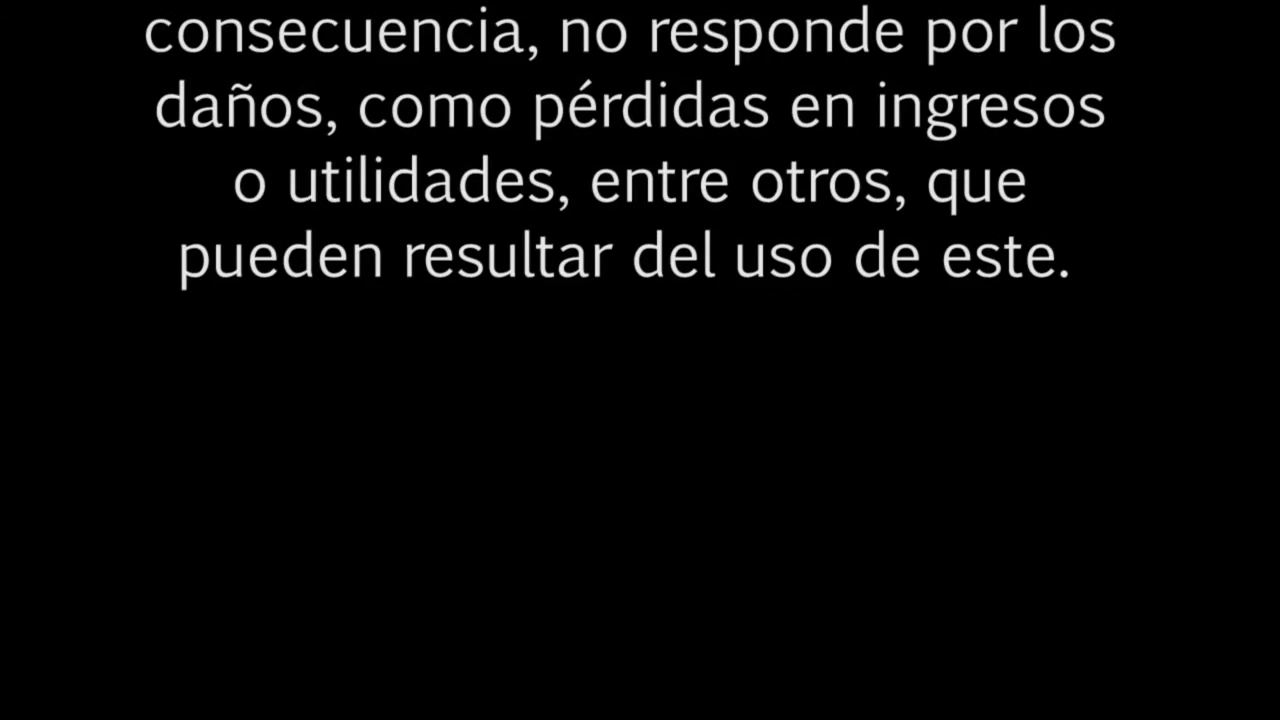 consecuencia, no responde por los
daños, como pérdidas en ingresos
o utilidades, entre otros, que
pueden resultar del uso de este.